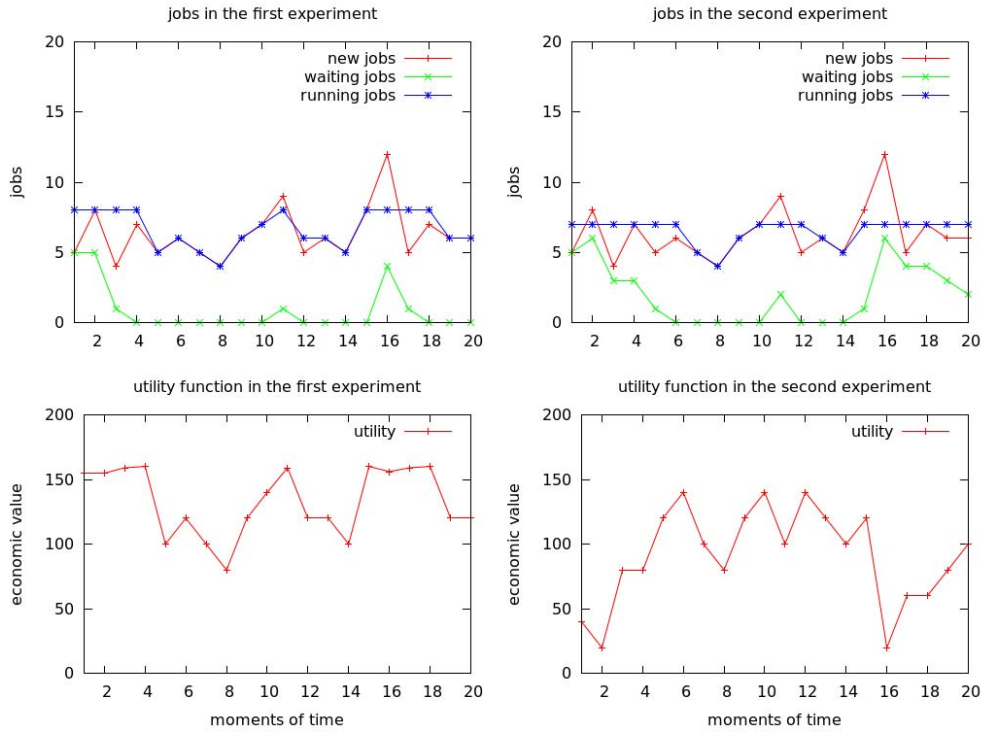 jobs in the first experiment
20
15
10
5
0
jobs
new jobs
waiting jobs
running jobs
2 4 6 8 10 12 14 16 18 20
jobs in the second experiment
20
15
10
5
0
jobs
new jobs
waiting jobs
running jobs
2 4 6 8 10 12 14 16 18 20
utility function in the first experiment
200
150
100
50
0
economic value
utility
2 4 6 8 10 12 14 16 18 20
moments of time
utility function in the second experiment
200
150
100
50
0
economic value
utility
2 4 6 8 10 12 14 16 18 20
moments of time